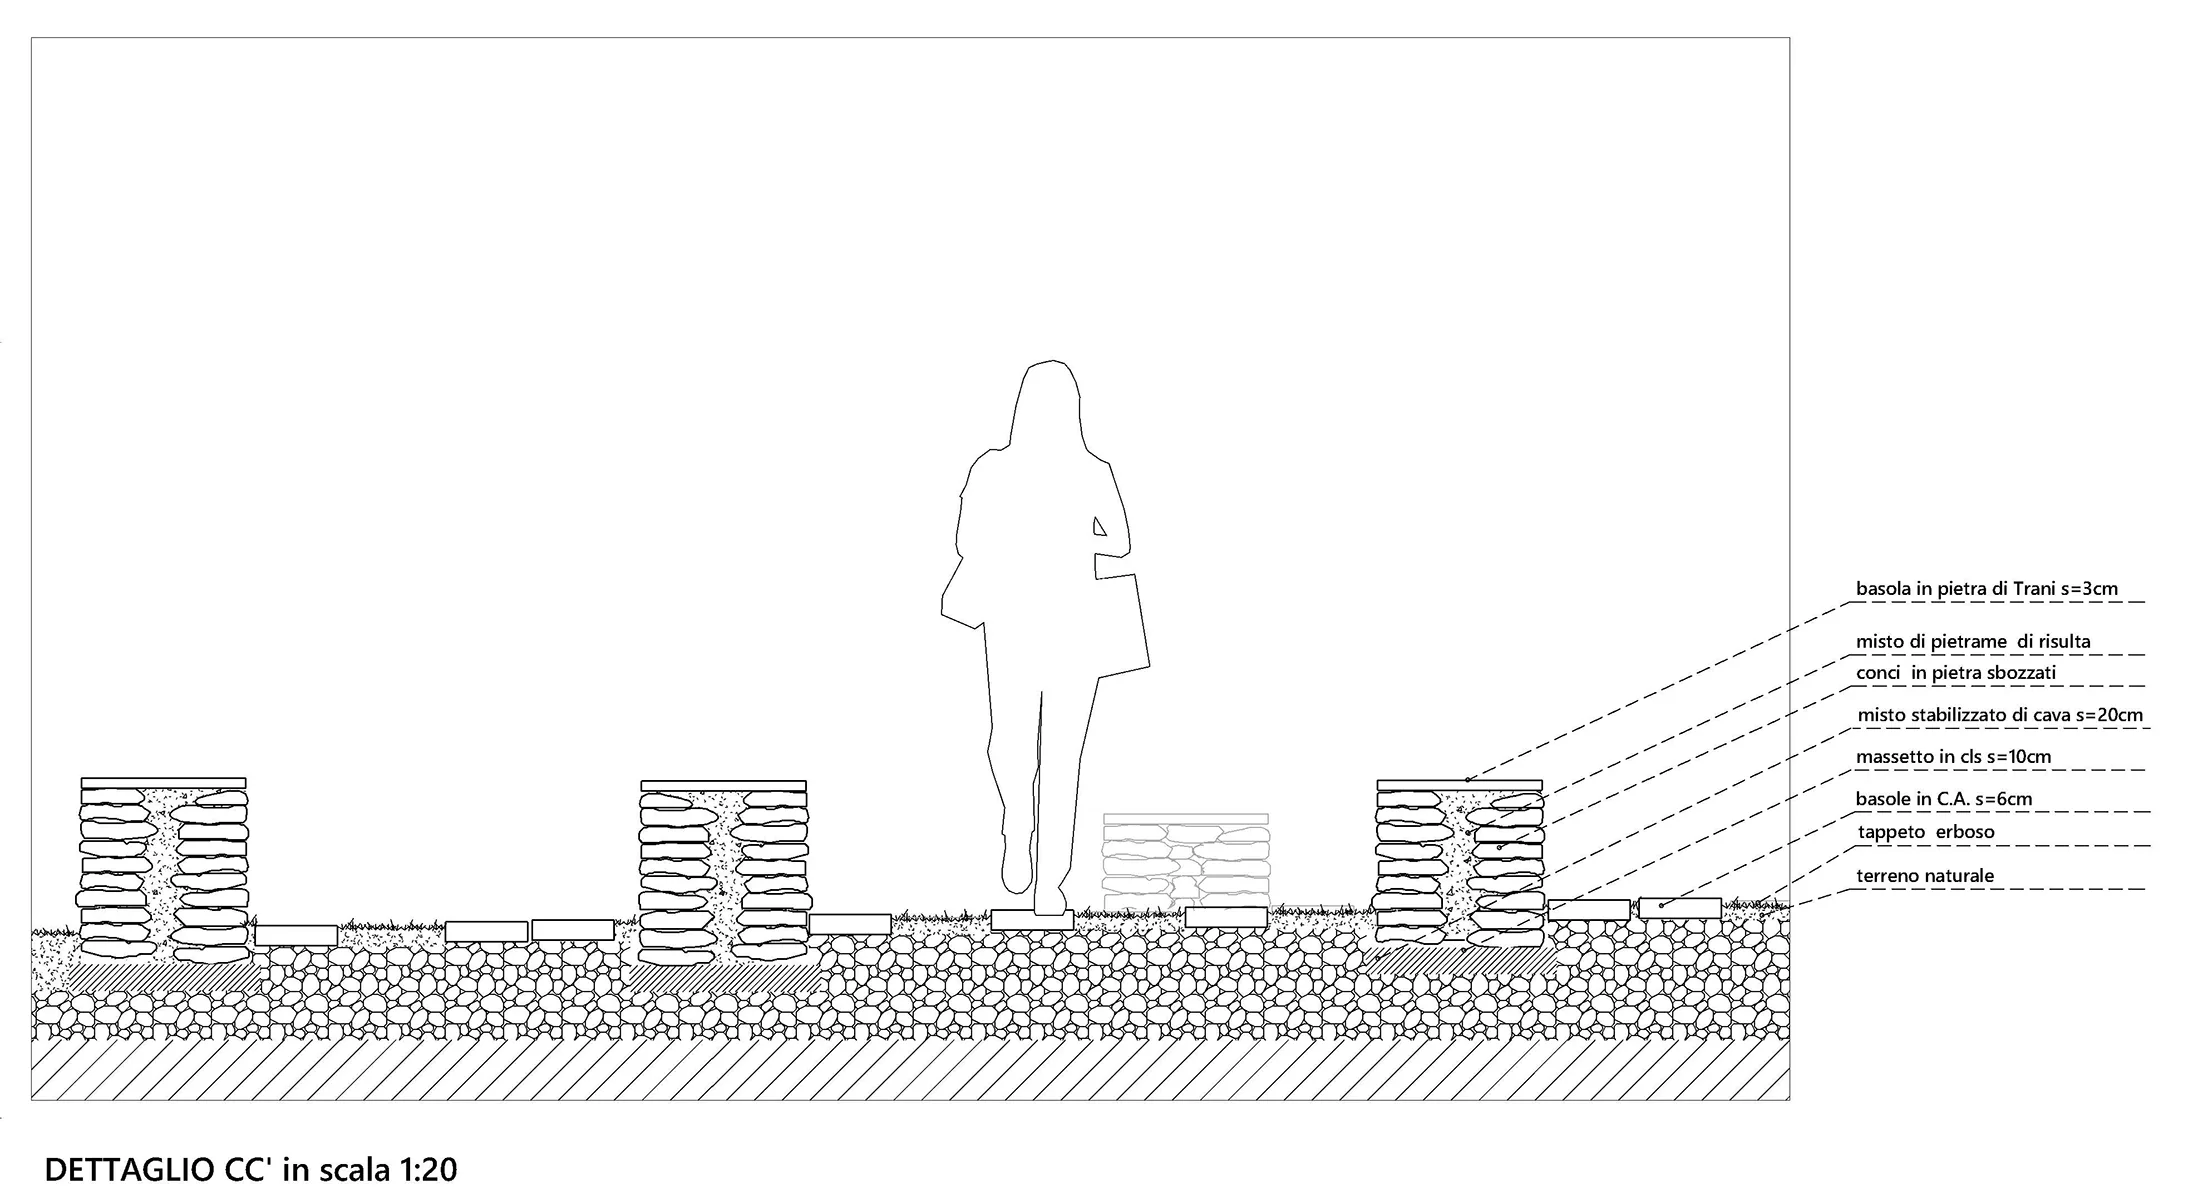 basola in pietra di Trani s=3cm
misto di pietrame di risulta
conci in pietra sbozzati
misto stabilizzato di cava s=20cm
massetto in cls s=10cm
basole in C.A. s=6cm
tappeto erboso
terreno naturale
DETTAGLIO CC' in scala 1:20